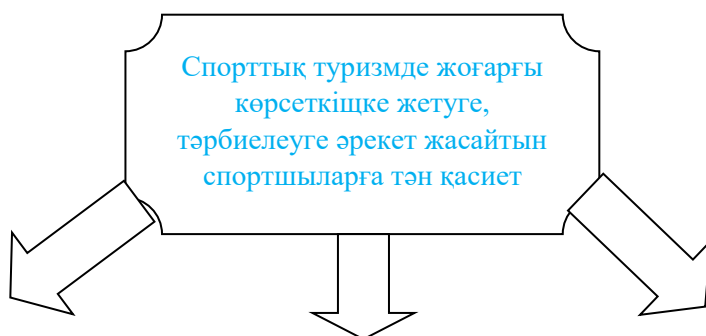 Спорттық туризмде жоғарғы
көрсеткіщке жетуге,
тәрбиелеуге әрекет жасайтын
спортшыларға тән қасиет